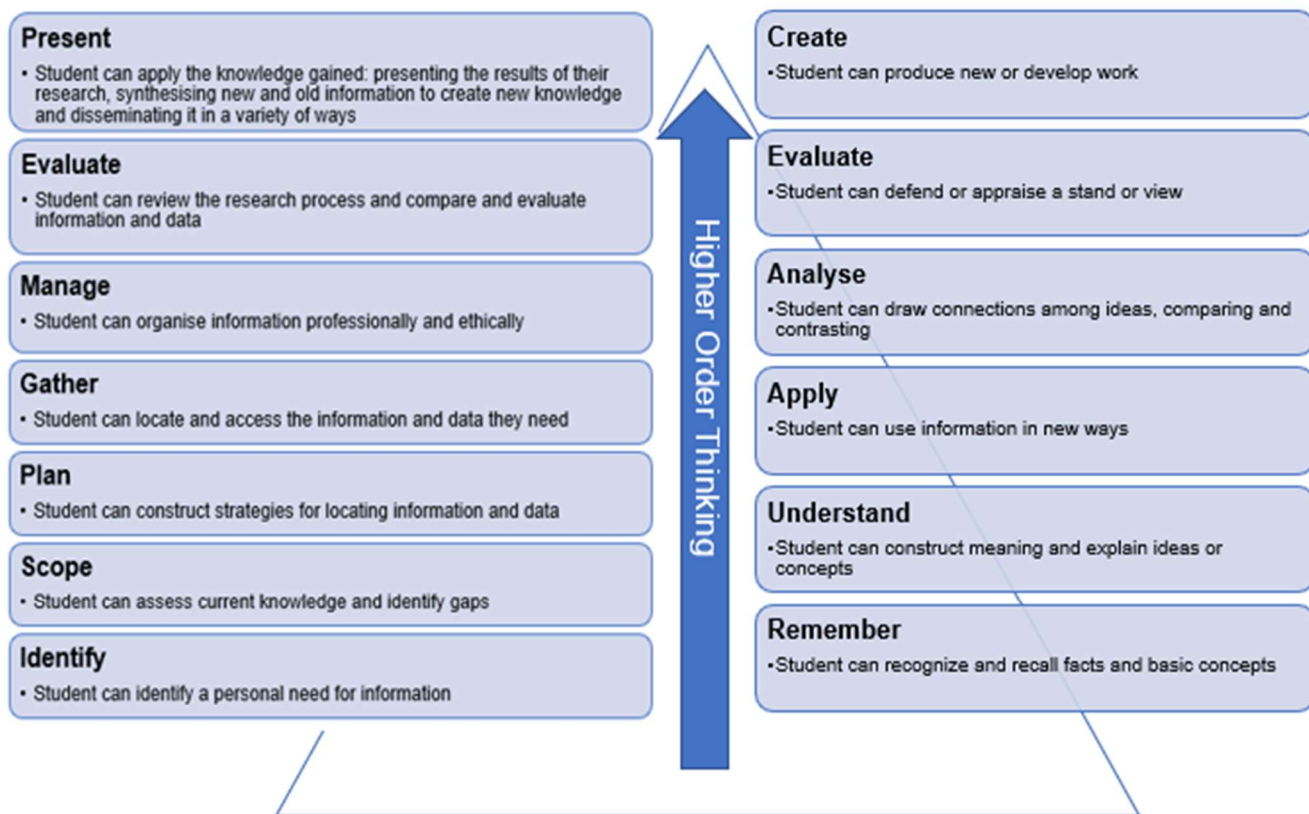 Present
• Student can apply the knowledge gained: presenting the results of their
research, synthesising new and old information to create new knowledge
and disseminating it in a variety of ways
Evaluate
• Student can review the research process and compare and evaluate
information and data
Manage
• Student can organise information professionally and ethically
Gather
• Student can locate and access the information and data they need
Plan
• Student can construct strategies for locating information and data
Scope
• Student can assess current knowledge and identify gaps
Identify
• Student can identify a personal need for information
Higher Order Thinking
Create
•Student can produce new or develop work
Evaluate
•Student can defend or appraise a stand or view
Analyse
•Student can draw connections among ideas, comparing and
contrasting
Apply
•Student can use information in new ways
Understand
•Student can construct meaning and explain ideas or
concepts
Remember
•Student can recognize and recall facts and basic concepts